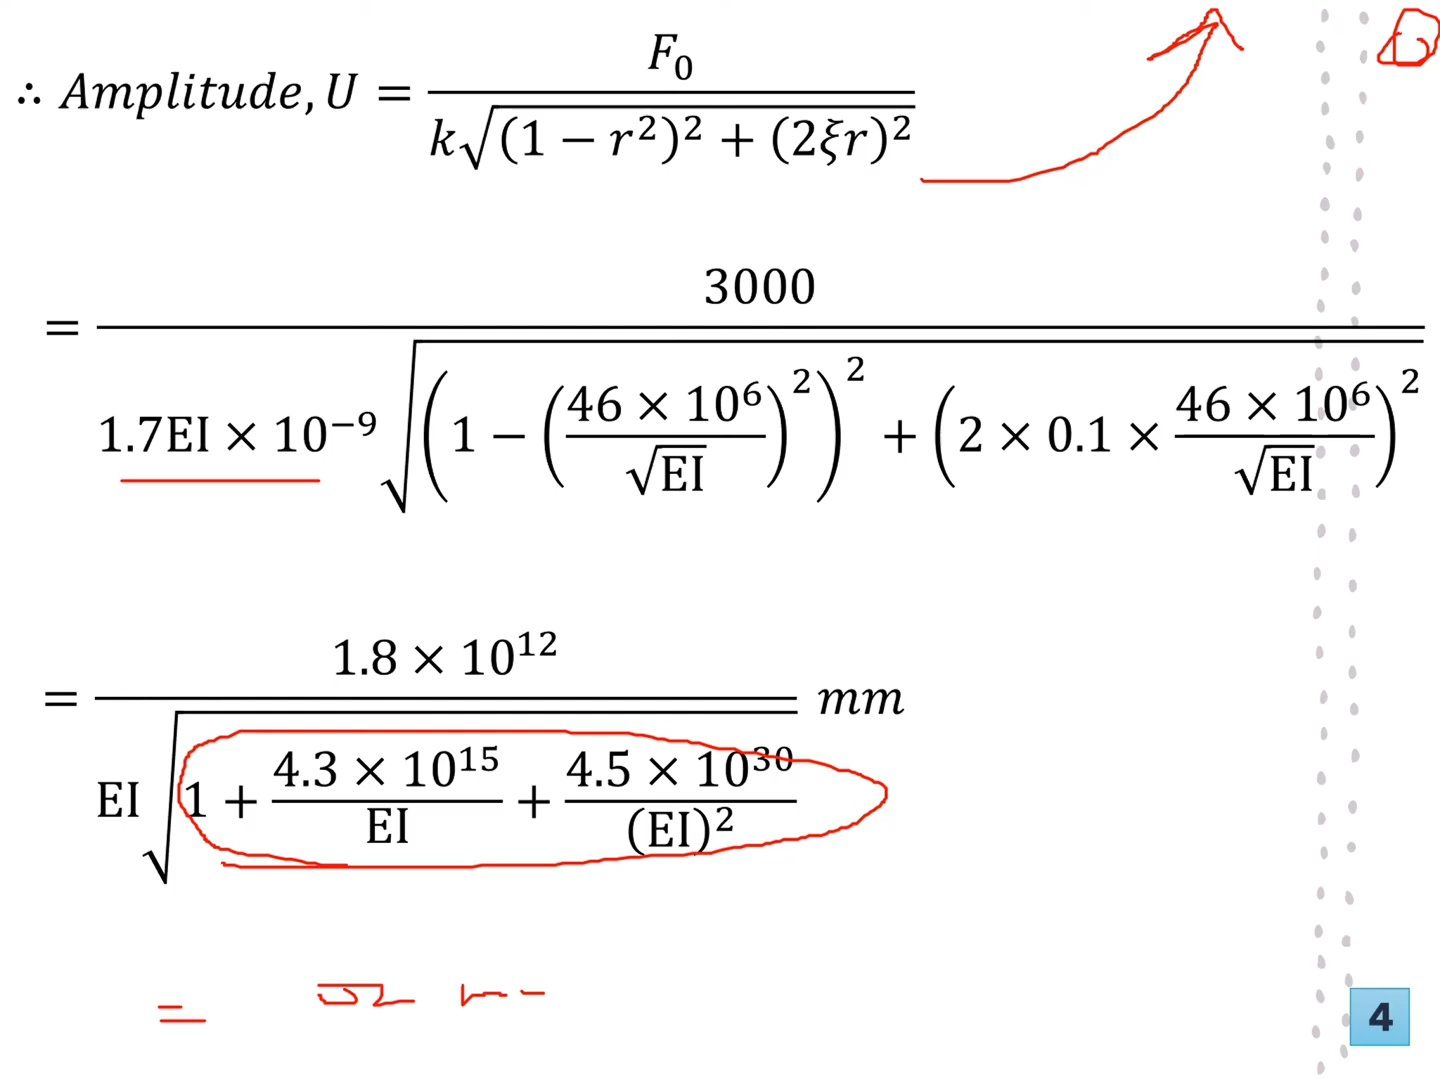 ∴ Amplitude, U = F₀ / k√((1 − r²)² + (2ξr)²)
= 3000 / 1.7EI × 10⁻⁹ √((1 − (46 × 10⁶ / √EI)²)² + (2 × 0.1 × 46 × 10⁶ / √EI)²)
= 1.8 × 10¹² / EI √(1 + 4.3 × 10¹⁵ / EI + 4.5 × 10³⁰ / (EI)²) mm
=
4